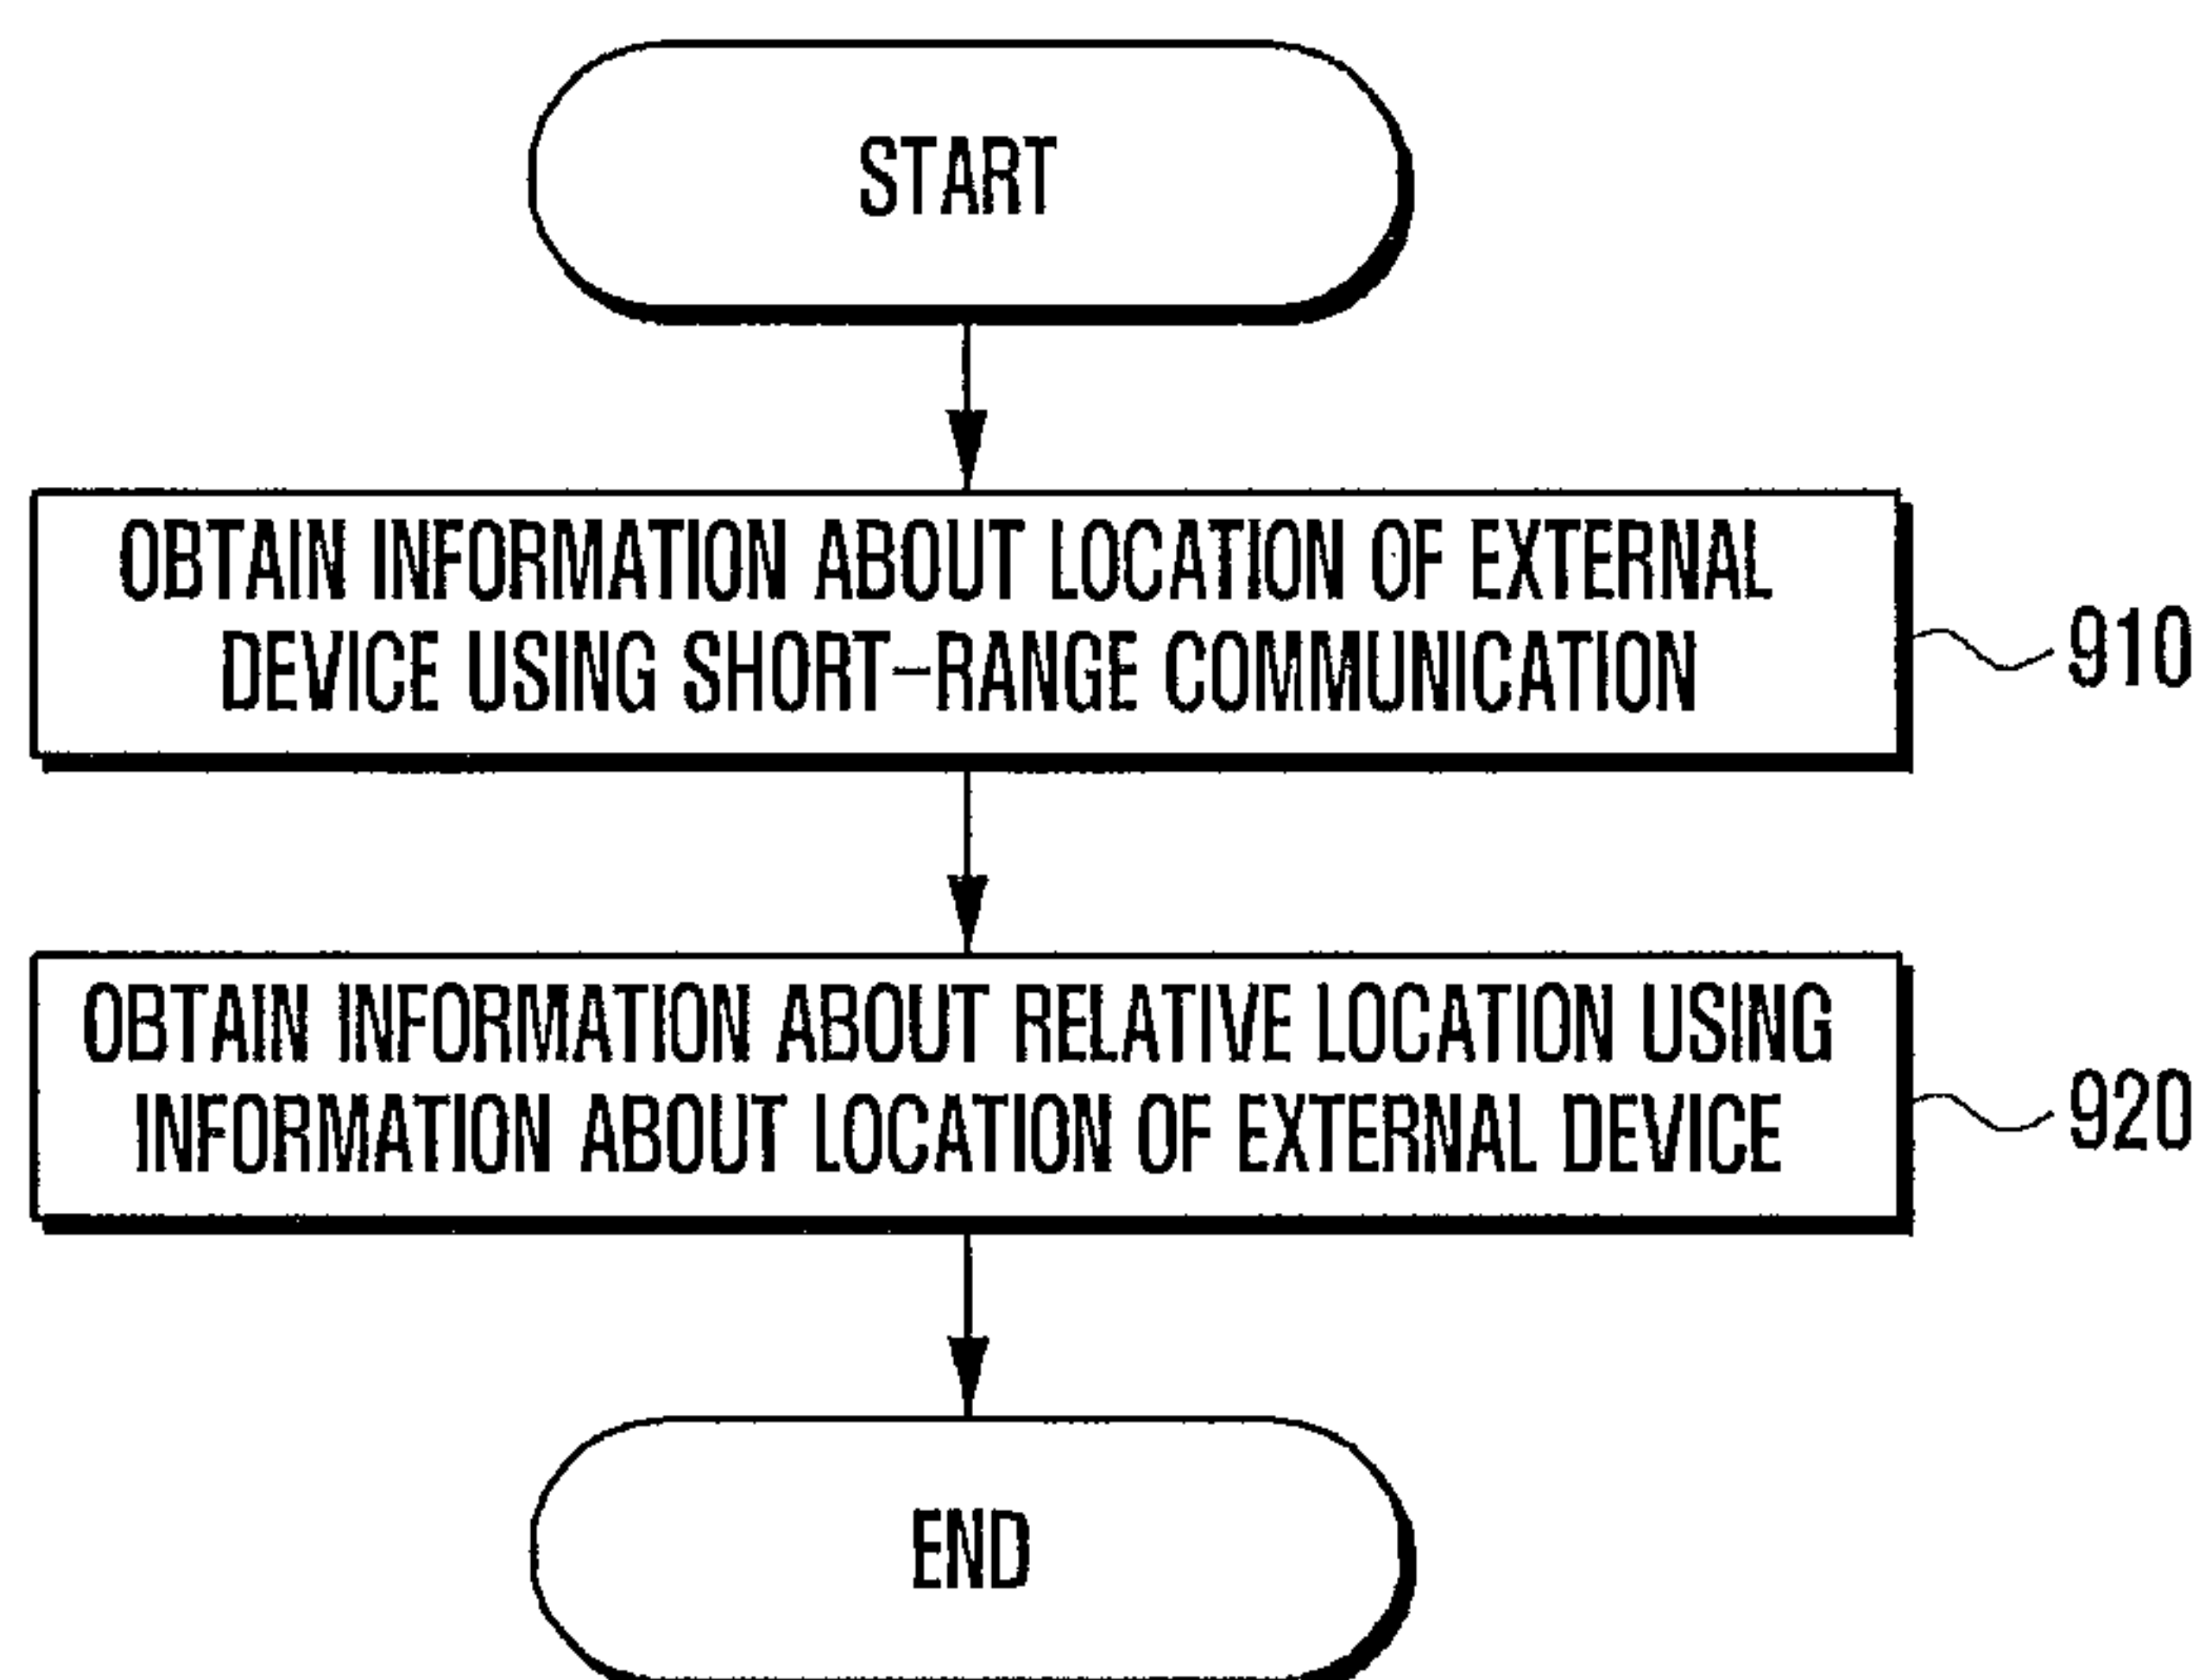 START
OBTAIN INFORMATION ABOUT LOCATION OF EXTERNAL
DEVICE USING SHORT-RANGE COMMUNICATION
910
OBTAIN INFORMATION ABOUT RELATIVE LOCATION USING
INFORMATION ABOUT LOCATION OF EXTERNAL DEVICE
920
END